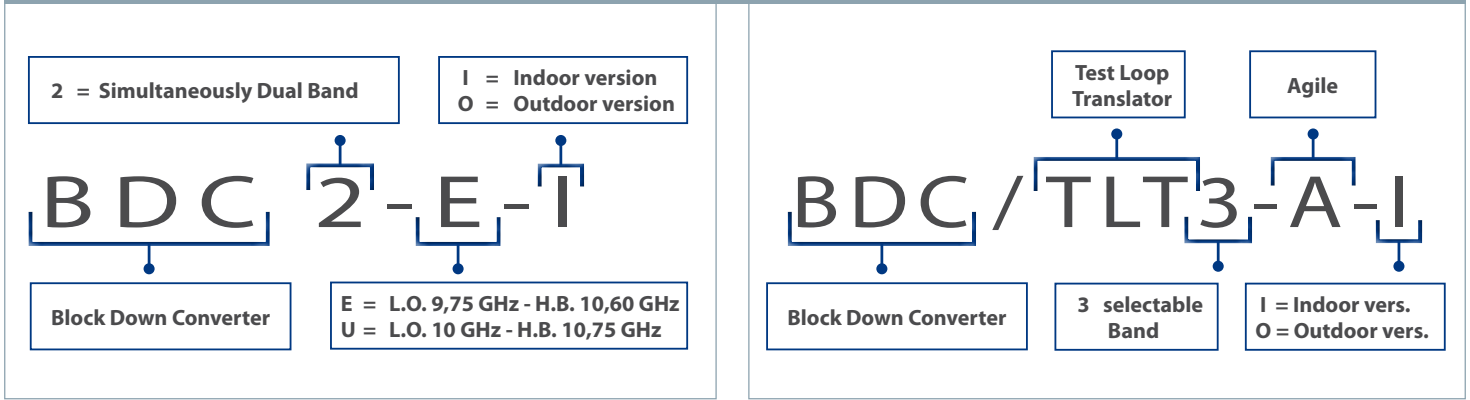 2 = Simultaneously Dual Band
I = Indoor version
O = Outdoor version
BDC 2-E-I
Block Down Converter
E = L.O. 9,75 GHz - H.B. 10,60 GHz
U = L.O. 10 GHz - H.B. 10,75 GHz
Test Loop
Translator
Agile
BDC/TLT3-A-I
Block Down Converter
3 selectable
Band
I = Indoor vers.
O = Outdoor vers.